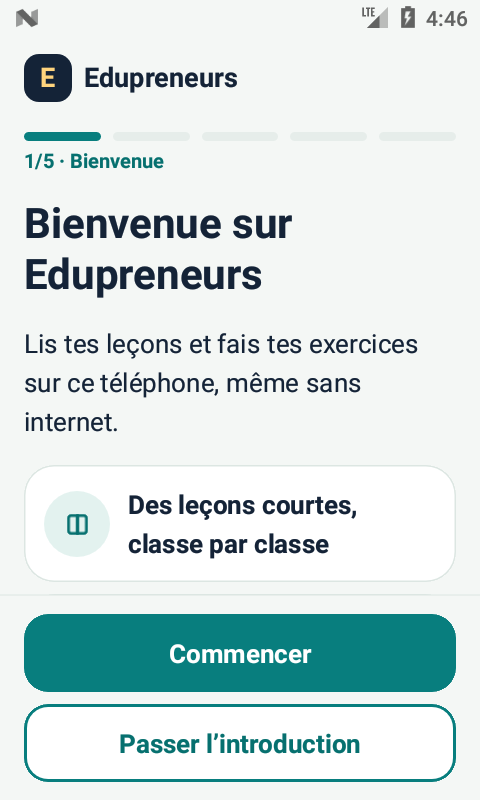 LTE 4:46
E Edupreneurs
1/5 · Bienvenue
Bienvenue sur
Edupreneurs
Lis tes leçons et fais tes exercices
sur ce téléphone, même sans
internet.
Des leçons courtes,
classe par classe
Commencer
Passer l’introduction